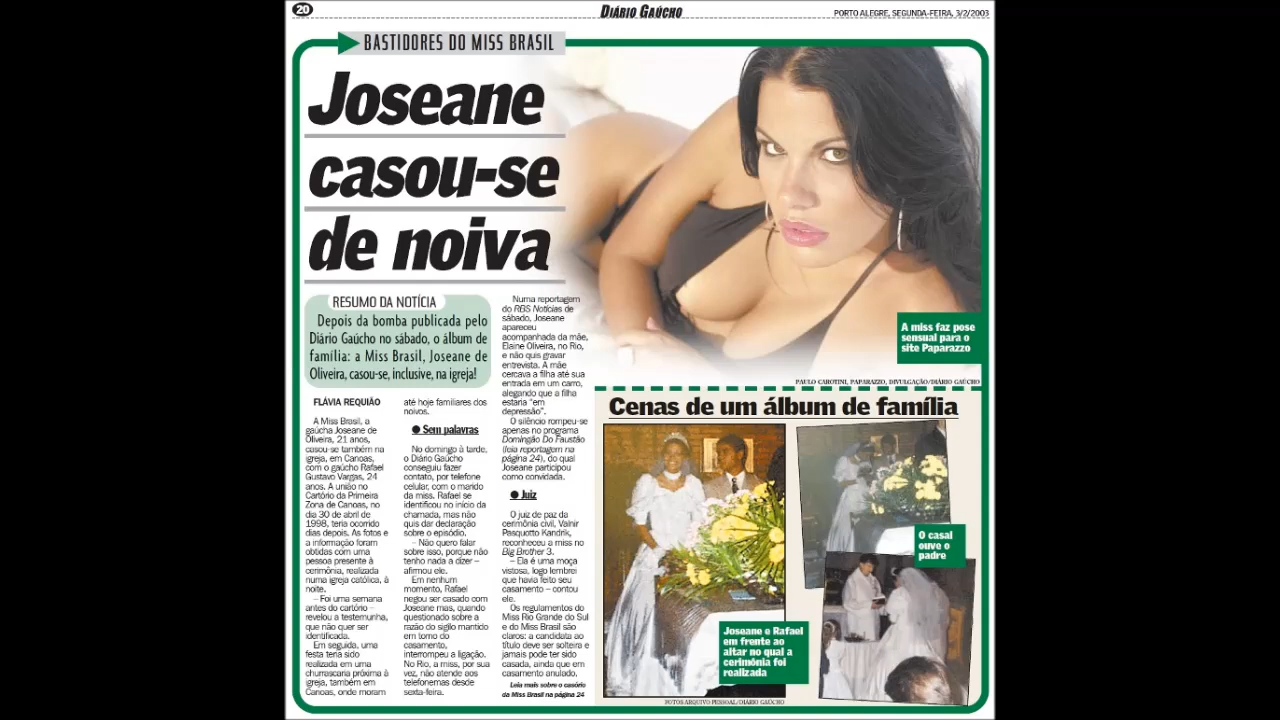 20
DIÁRIO GAÚCHO
PORTO ALEGRE, SEGUNDA-FEIRA, 3/2/2003
BASTIDORES DO MISS BRASIL
Joseane
casou-se
de noiva
RESUMO DA NOTÍCIA
Depois da bomba publicada pelo
Diário Gaúcho no sábado, o álbum de
família: a Miss Brasil, Joseane de
Oliveira, casou-se, inclusive, na igreja!
FLÁVIA REQUIÃO
A Miss Brasil, a
gaúcha Joseane de
Oliveira, 21 anos,
casou-se também na
igreja, em Canoas,
com o gaúcho Rafael
Gustavo Vargas, 24
anos. A união no
Cartório da Primeira
Zona de Canoas, no
dia 30 de abril de
1998, teria ocorrido
dias depois. As fotos e
a informação foram
obtidas com uma
pessoa presente à
cerimônia, realizada
numa igreja católica, à
noite.
– Foi uma semana
antes do cartório –
revelou a testemunha,
que não quer ser
identificada.
Em seguida, uma
festa teria sido
realizada em uma
churrascaria próxima à
igreja, também em
Canoas, onde moram
até hoje familiares dos
noivos.
● Sem palavras
No domingo à tarde,
o Diário Gaúcho
conseguiu fazer
contato, por telefone
celular, com o marido
da miss. Rafael se
identificou no início da
chamada, mas não
quis dar declaração
sobre o episódio.
– Não quero falar
sobre isso, porque não
tenho nada a dizer –
afirmou ele.
Em nenhum
momento, Rafael
negou ser casado com
Joseane mas, quando
questionado sobre a
razão do sigilo mantido
em torno do
casamento,
interrompeu a ligação.
No Rio, a miss, por sua
vez, não atende aos
telefonemas desde
sexta-feira.
Numa reportagem
do RBS Notícias de
sábado, Joseane
apareceu
acompanhada da mãe,
Elaine Oliveira, no Rio,
e não quis gravar
entrevista. A mãe
cercava a filha até sua
entrada em um carro,
alegando que a filha
estaria "em
depressão".
O silêncio rompeu-se
apenas no programa
Domingão Do Faustão
(leia reportagem na
página 24), do qual
Joseane participou
como convidada.
● Juiz
O juiz de paz da
cerimônia civil, Valnir
Pasquotto Kandrik,
reconheceu a miss no
Big Brother 3.
– Ela é uma moça
vistosa, logo lembrei
que havia feito seu
casamento – contou
ele.
Os regulamentos do
Miss Rio Grande do Sul
e do Miss Brasil são
claros: a candidata ao
título deve ser solteira e
jamais pode ter sido
casada, ainda que em
casamento anulado,
Leia mais sobre o casório
da Miss Brasil na página 24
A miss faz pose
sensual para o
site Paparazzo
PAULO CAROTINI, PAPARAZZO, DIVULGAÇÃO/DIÁRIO GAÚCHO
Cenas de um álbum de família
O casal
ouve o
padre
Joseane e Rafael
em frente ao
altar no qual a
cerimônia foi
realizada
FOTOS ARQUIVO PESSOAL/DIÁRIO GAÚCHO